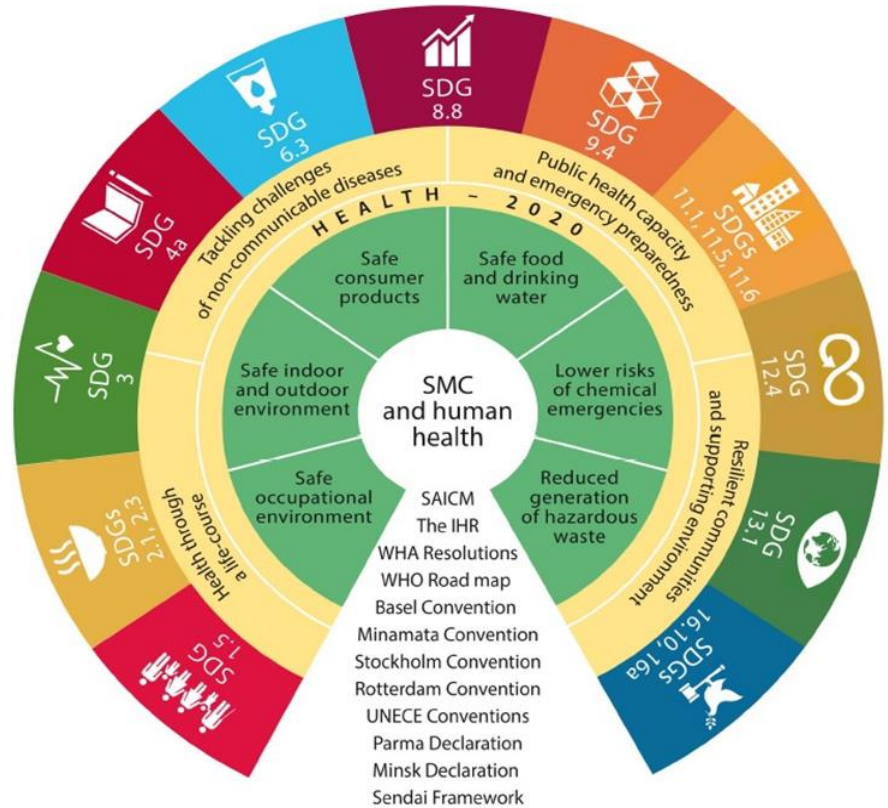 SDG
1.5
SDGs
2.1, 2.3
SDG
3
SDG
4a
SDG
6.3
SDG
8.8
SDG
9.4
SDGs
11.1, 11.5, 11.6
SDG
12.4
SDG
13.1
SDGs
16.10, 16a
Health through
a life-course
Tackling challenges
of non-communicable diseases
Public health capacity
and emergency preparedness
Resilient communities
and supporting environment
HEALTH – 2020
Safe
occupational
environment
Safe indoor
and outdoor
environment
Safe
consumer
products
Safe food
and drinking
water
Lower risks
of chemical
emergencies
Reduced
generation
of hazardous
waste
SMC
and human
health
SAICM
The IHR
WHA Resolutions
WHO Road map
Basel Convention
Minamata Convention
Stockholm Convention
Rotterdam Convention
UNECE Conventions
Parma Declaration
Minsk Declaration
Sendai Framework